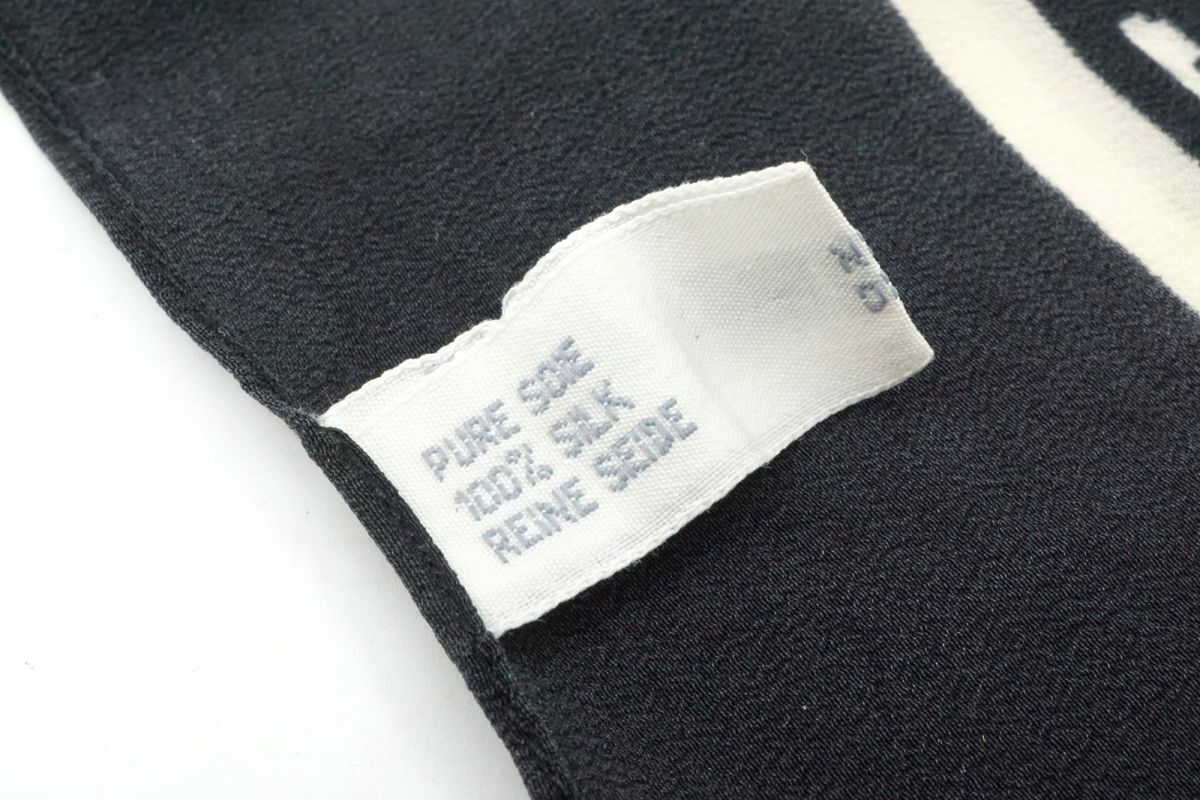 PURE SOIE
100% SILK
REINE SEIDE